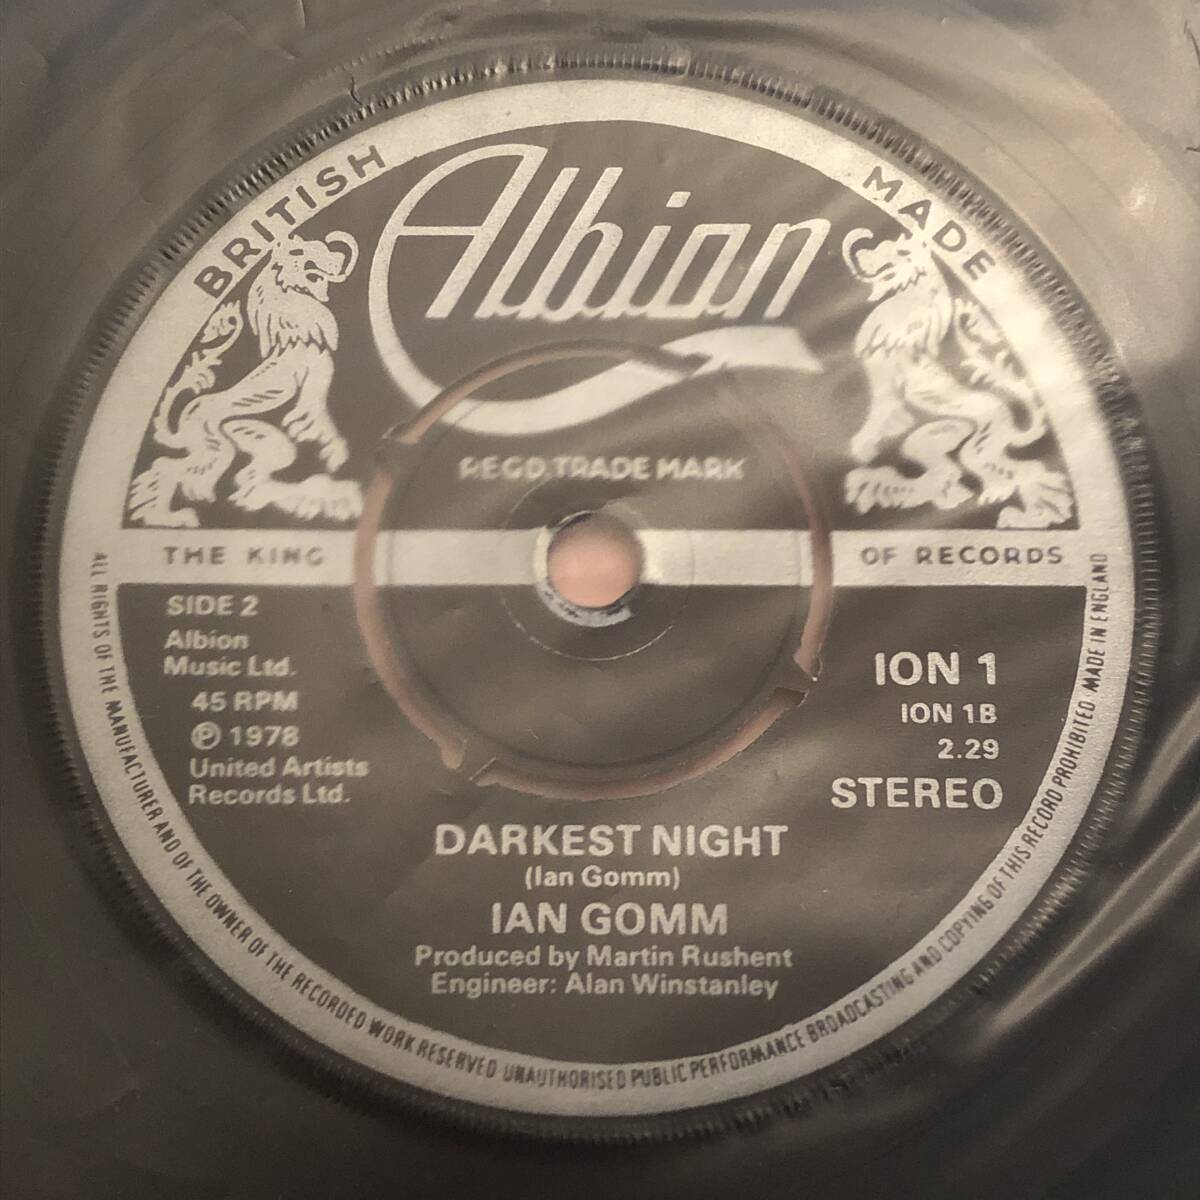 BRITISH MADE
Albion
REGD. TRADE MARK
THE KING OF RECORDS
SIDE 2
Albion
Music Ltd.
45 RPM
℗ 1978
United Artists
Records Ltd.
ION 1
ION 1B
2.29
STEREO
DARKEST NIGHT
(Ian Gomm)
IAN GOMM
Produced by Martin Rushent
Engineer: Alan Winstanley
ALL RIGHTS OF THE MANUFACTURER AND OF THE OWNER OF THE RECORDED WORK RESERVED UNAUTHORISED PUBLIC PERFORMANCE BROADCASTING AND COPYING OF THIS RECORD PROHIBITED MADE IN ENGLAND